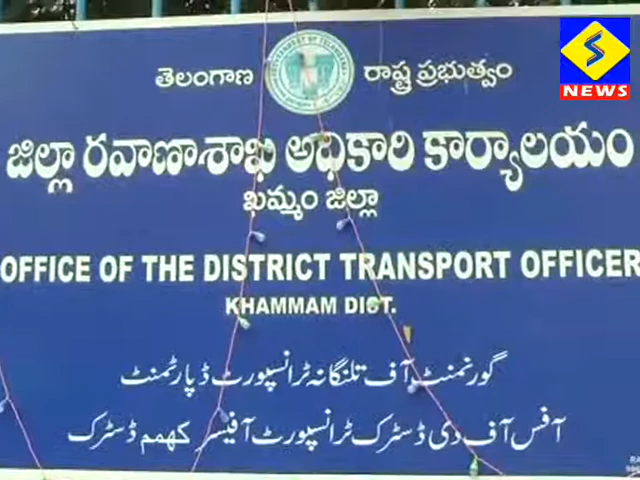 S NEWS
తెలంగాణ రాష్ట్ర ప్రభుత్వం
జిల్లా రవాణాశాఖ అధికారి కార్యాలయం
ఖమ్మం జిల్లా
OFFICE OF THE DISTRICT TRANSPORT OFFICER
KHAMMAM DIST.
گورنمنٹ آف تلنگانہ ٹرانسپورٹ ڈپارٹمنٹ
آفس آف دی ڈسٹرکٹ ٹرانسپورٹ آفیسر کھمم ڈسٹرکٹ